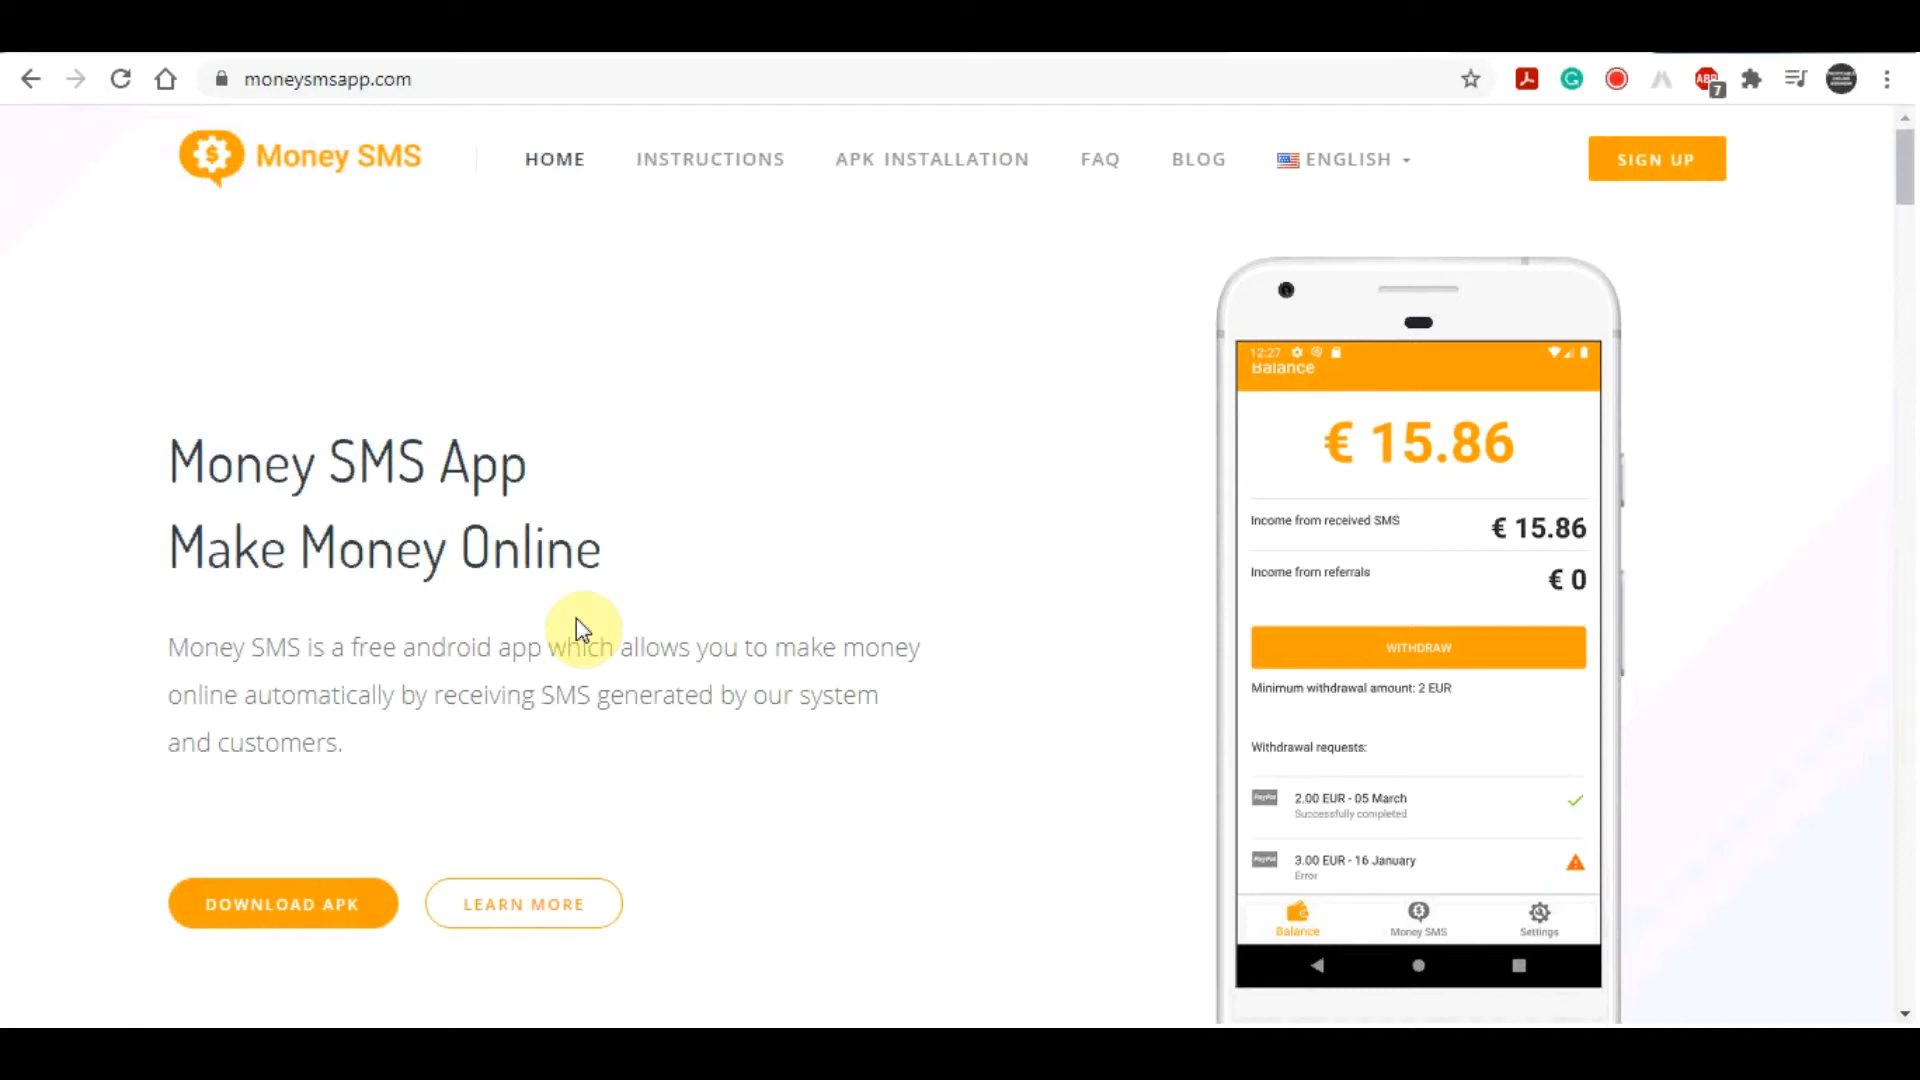 moneysmsapp.com
ABP
7
Money SMS
HOME
INSTRUCTIONS
APK INSTALLATION
FAQ
BLOG
ENGLISH
SIGN UP
Money SMS App
Make Money Online
Money SMS is a free android app which allows you to make money
online automatically by receiving SMS generated by our system
and customers.
DOWNLOAD APK
LEARN MORE
12:27
Balance
€ 15.86
Income from received SMS
€ 15.86
Income from referrals
€ 0
WITHDRAW
Minimum withdrawal amount: 2 EUR
Withdrawal requests:
PayPal
2.00 EUR - 05 March
Successfully completed
PayPal
3.00 EUR - 16 January
Error
Balance
Money SMS
Settings